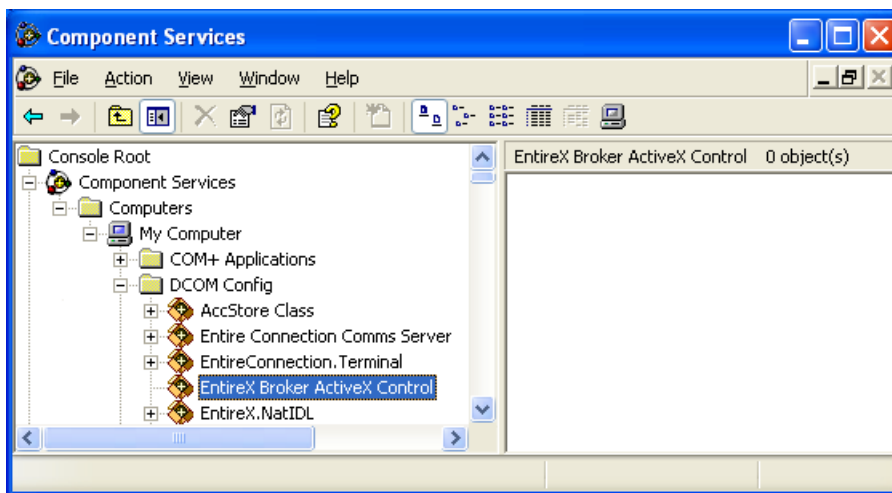 Component Services
File Action View Window Help
Console Root
EntireX Broker ActiveX Control 0 object(s)
Component Services
Computers
My Computer
COM+ Applications
DCOM Config
AccStore Class
Entire Connection Comms Server
EntireConnection.Terminal
EntireX Broker ActiveX Control
EntireX.NatIDL